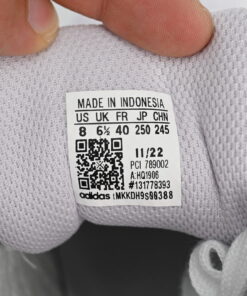 MADE IN INDONESIA
US UK FR JP CHN
8 6½ 40 250 245
11/22
PCI 789002
A:HQ1906
#131778393
adidas